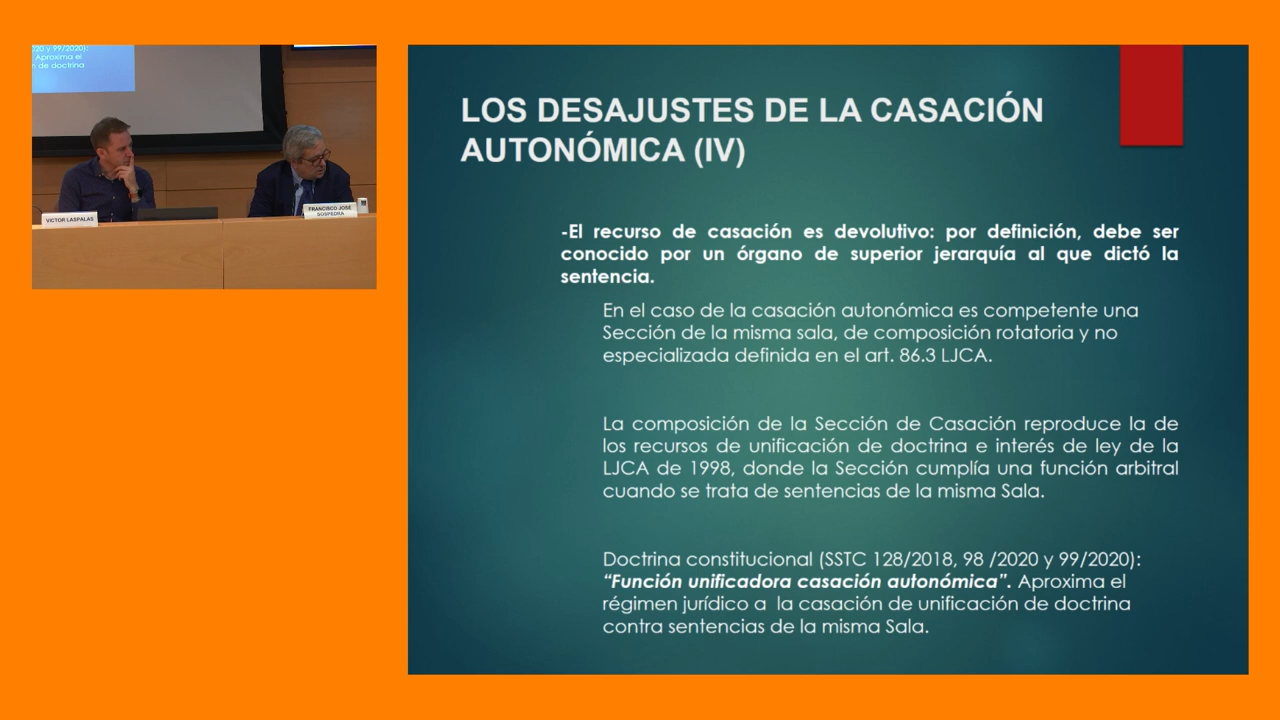 020 y 99/2020):
Aproxima el
de doctrina
VICTOR LASPALAS
FRANCISCO JOSE
SOSPEDRA
LOS DESAJUSTES DE LA CASACIÓN
AUTONÓMICA (IV)
-El recurso de casación es devolutivo: por definición, debe ser
conocido por un órgano de superior jerarquía al que dictó la
sentencia.
En el caso de la casación autonómica es competente una
Sección de la misma sala, de composición rotatoria y no
especializada definida en el art. 86.3 LJCA.
La composición de la Sección de Casación reproduce la de
los recursos de unificación de doctrina e interés de ley de la
LJCA de 1998, donde la Sección cumplía una función arbitral
cuando se trata de sentencias de la misma Sala.
Doctrina constitucional (SSTC 128/2018, 98 /2020 y 99/2020):
“Función unificadora casación autonómica”. Aproxima el
régimen jurídico a  la casación de unificación de doctrina
contra sentencias de la misma Sala.